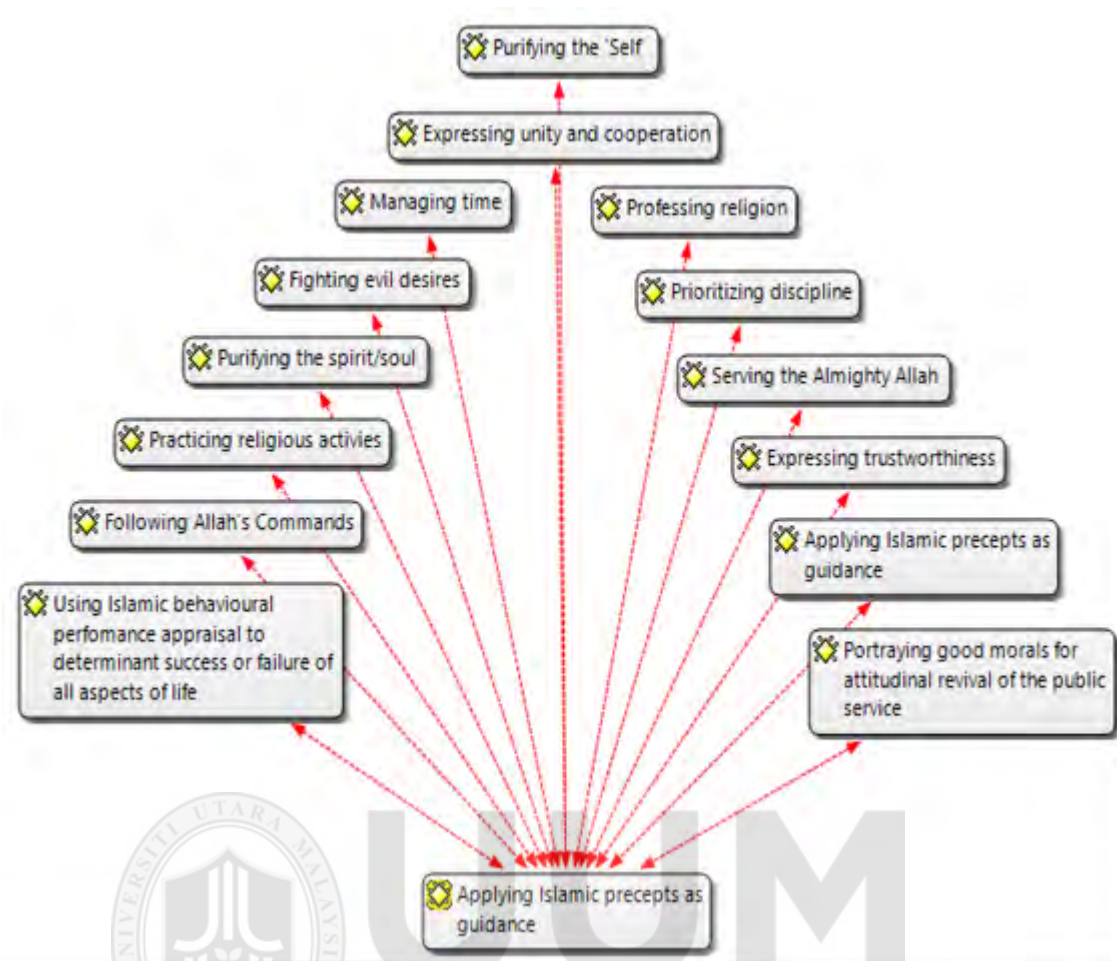 Purifying the `Self
Expressing unity and cooperation
Managing time
Professing religion
Fighting evil desires
Prioritizing discipline
Purifying the spirit/soul
Serving the Almighty Allah
Practicing religious activies
Expressing trustworthiness
Following Allah`s Commands
Applying Islamic precepts as
guidance
Using Islamic behavioural
perfomance appraisal to
determinant success or failure of
all aspects of life
Portraying good morals for
attitudinal revival of the public
service
UNIVERSITI UTARA MALAYSI
UUM
Applying Islamic precepts as
guidance